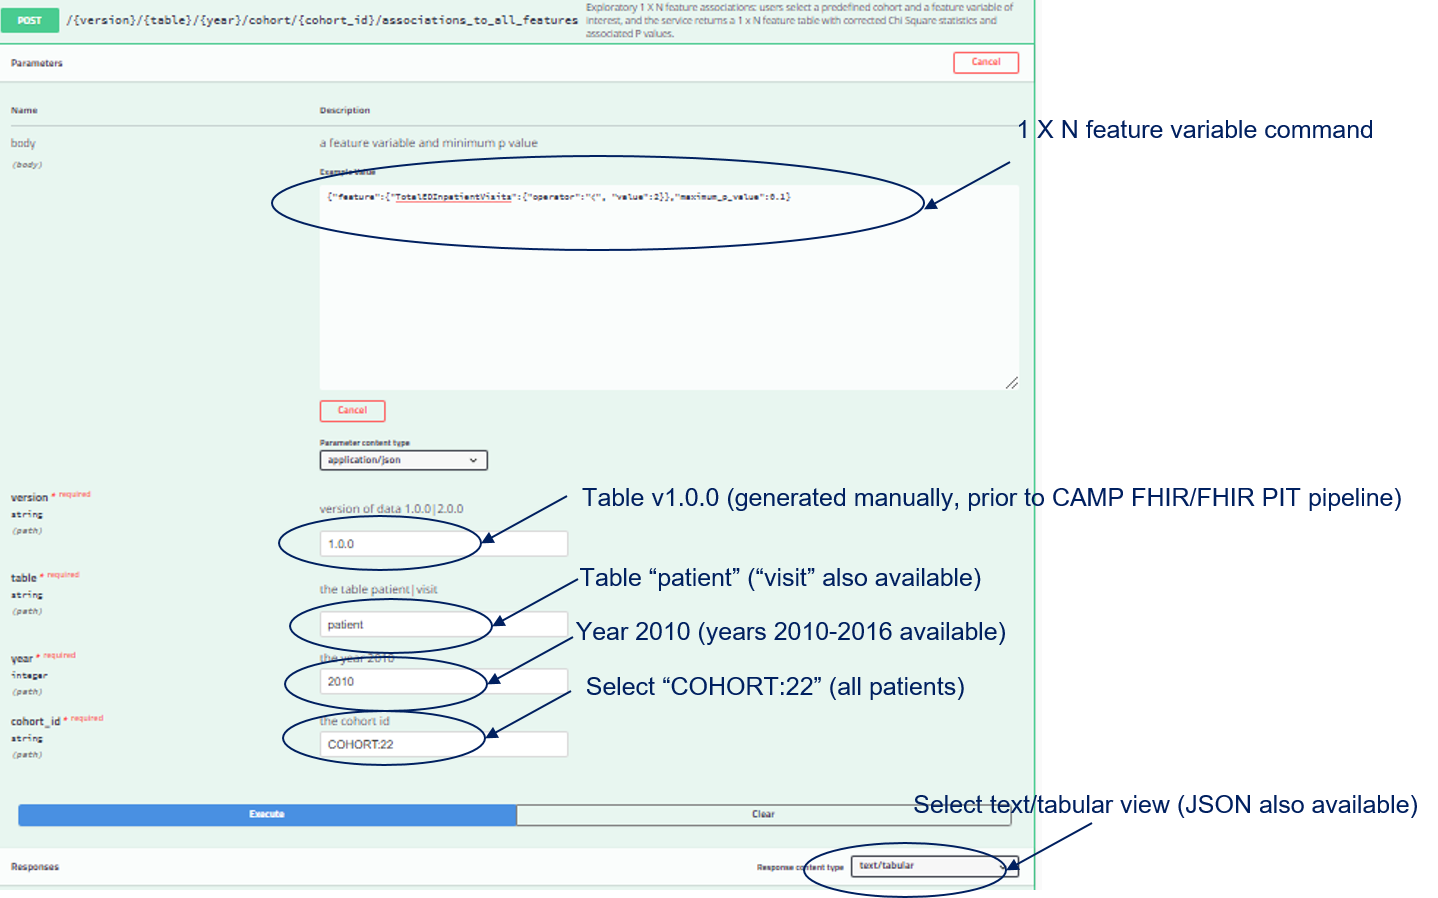 Exploratory 1 X N feature associations: users select a predefined cohort and a feature variable of
POST /{version}/{table}/{year}/cohort/{cohort_id}/associations_to_all_features interest, and the service returns a 1 x N feature table with corrected Chi Square statistics and
associated P values.
Parameters Cancel
Name Description
1 X N feature variable command
body a feature variable and minimum p value
(body)
Example Value
{"feature":{"TotalEDInpatientVisits":{"operator":"<", "value":2}},"maximum_p_value":0.1}
Cancel
Parameter content type
application/json
version * required
Table v1.0.0 (generated manually, prior to CAMP FHIR/FHIR PIT pipeline)
string version of data 1.0.0|2.0.0
(path)
1.0.0
table * required
Table “patient” (“visit” also available)
string the table patient|visit
(path)
patient
Year 2010 (years 2010-2016 available)
year * required the year 2010
integer
2010
(path)
Select “COHORT:22” (all patients)
cohort_id * required the cohort id
string
COHORT:22
(path)
Select text/tabular view (JSON also available)
Execute Clear
Responses Response content type text/tabular